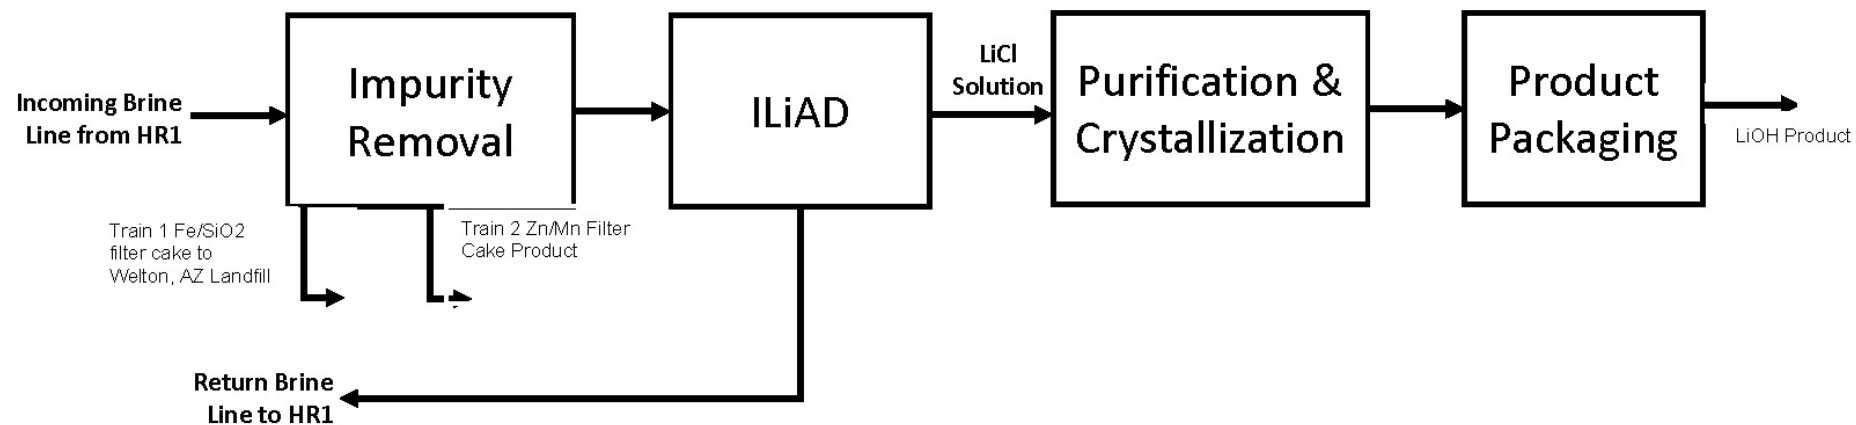 Incoming Brine
Line from HR1
Impurity
Removal
ILiAD
LiCl
Solution
Purification &
Crystallization
Product
Packaging
LiOH Product
Train 1 Fe/SiO2
filter cake to
Welton, AZ Landfill
Train 2 Zn/Mn Filter
Cake Product
Return Brine
Line to HR1